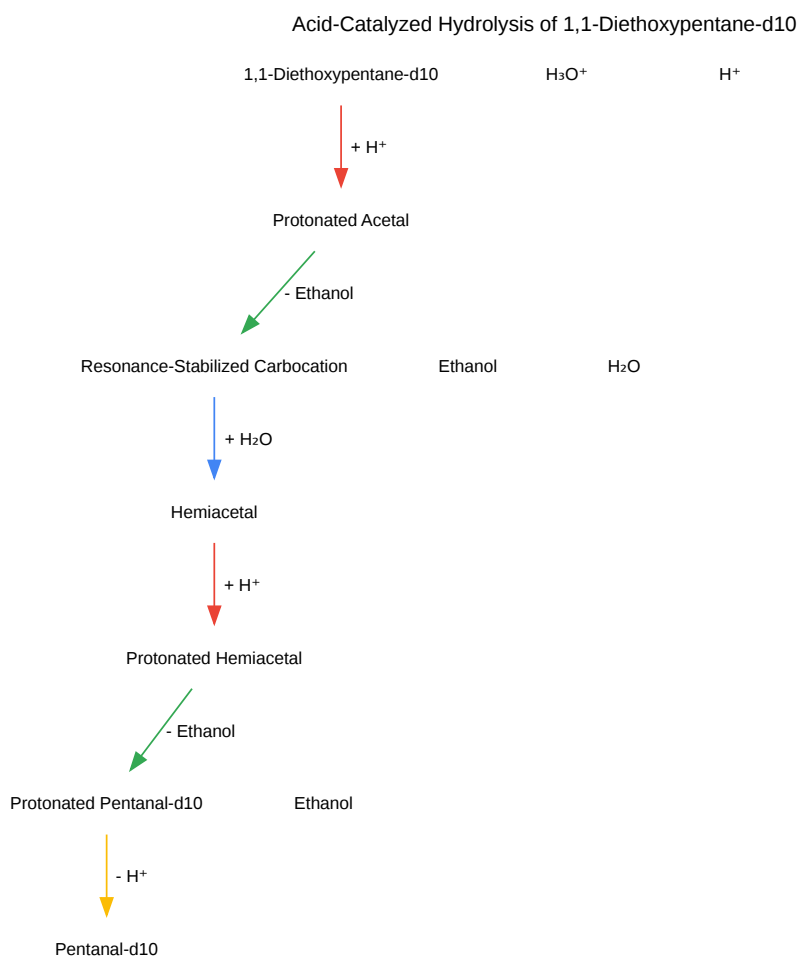 Acid-Catalyzed Hydrolysis of 1,1-Diethoxypentane-d10
1,1-Diethoxypentane-d10 H₃O⁺ H⁺
+ H⁺
Protonated Acetal
- Ethanol
Resonance-Stabilized Carbocation Ethanol H₂O
+ H₂O
Hemiacetal
+ H⁺
Protonated Hemiacetal
- Ethanol
Protonated Pentanal-d10 Ethanol
- H⁺
Pentanal-d10